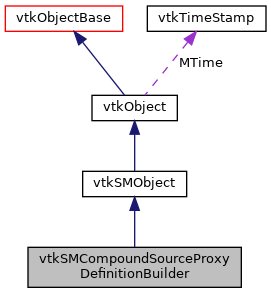 vtkObjectBase
vtkTimeStamp
MTime
vtkObject
vtkSMObject
vtkSMCompoundSourceProxy
DefinitionBuilder